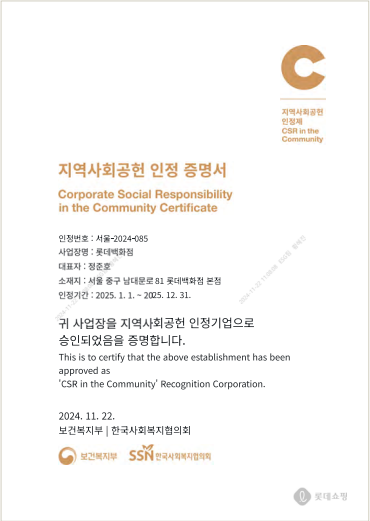 지역사회공헌
인정제
CSR in the
Community
지역사회공헌 인정 증명서
Corporate Social Responsibility
in the Community Certificate
인정번호 : 서울-2024-085
사업장명 : 롯데백화점
대표자 : 정준호
소재지 : 서울 중구 남대문로 81 롯데백화점 본점
인정기간 : 2025. 1. 1. ~ 2025. 12. 31.
귀 사업장을 지역사회공헌 인정기업으로
승인되었음을 증명합니다.
This is to certify that the above establishment has been
approved as
'CSR in the Community' Recognition Corporation.
2024. 11. 22.
보건복지부 | 한국사회복지협의회
보건복지부 SSN 한국사회복지협의회
롯데쇼핑